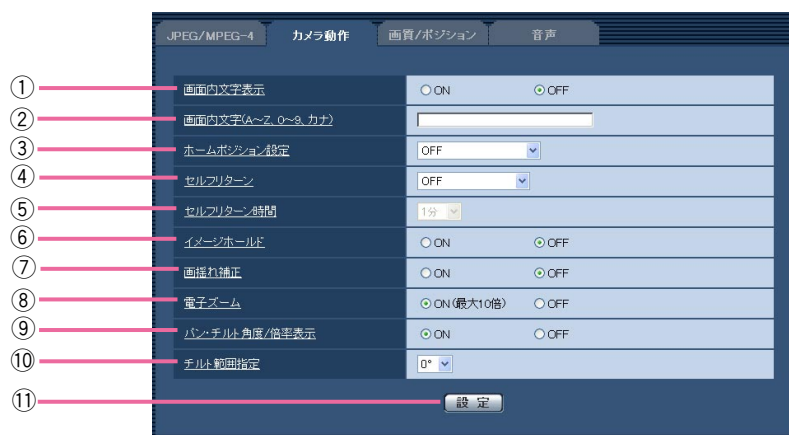 JPEG/MPEG-4 カメラ動作 画質/ポジション 音声
① 画面内文字表示 ON OFF
② 画面内文字(A～Z、0～9、カナ)
③ ホームポジション設定 OFF
④ セルフリターン OFF
⑤ セルフリターン時間 1分
⑥ イメージホールド ON OFF
⑦ 画揺れ補正 ON OFF
⑧ 電子ズーム ON(最大10倍) OFF
⑨ パン・チルト角度/倍率表示 ON OFF
⑩ チルト範囲指定 0°
⑪ 設定